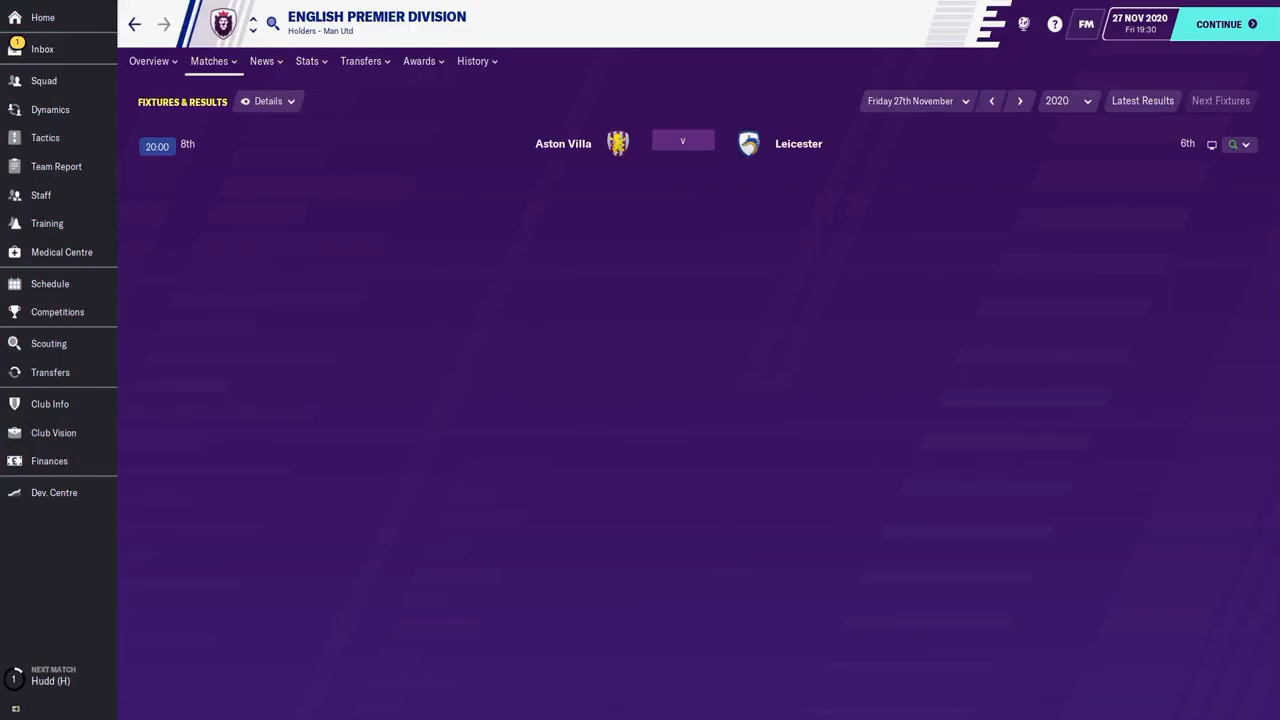 Home
1
Inbox
Squad
Dynamics
Tactics
Team Report
Staff
Training
Medical Centre
Schedule
Competitions
Scouting
Transfers
Club Info
Club Vision
Finances
Dev. Centre
1
NEXT MATCH
Hudd (H)
ENGLISH PREMIER DIVISION
Holders - Man Utd
?
FM
27 NOV 2020
Fri 19:30
CONTINUE
Overview
Matches
News
Stats
Transfers
Awards
History
FIXTURES & RESULTS
Details
Friday 27th November
2020
Latest Results
Next Fixtures
20:00 8th Aston Villa v Leicester 6th